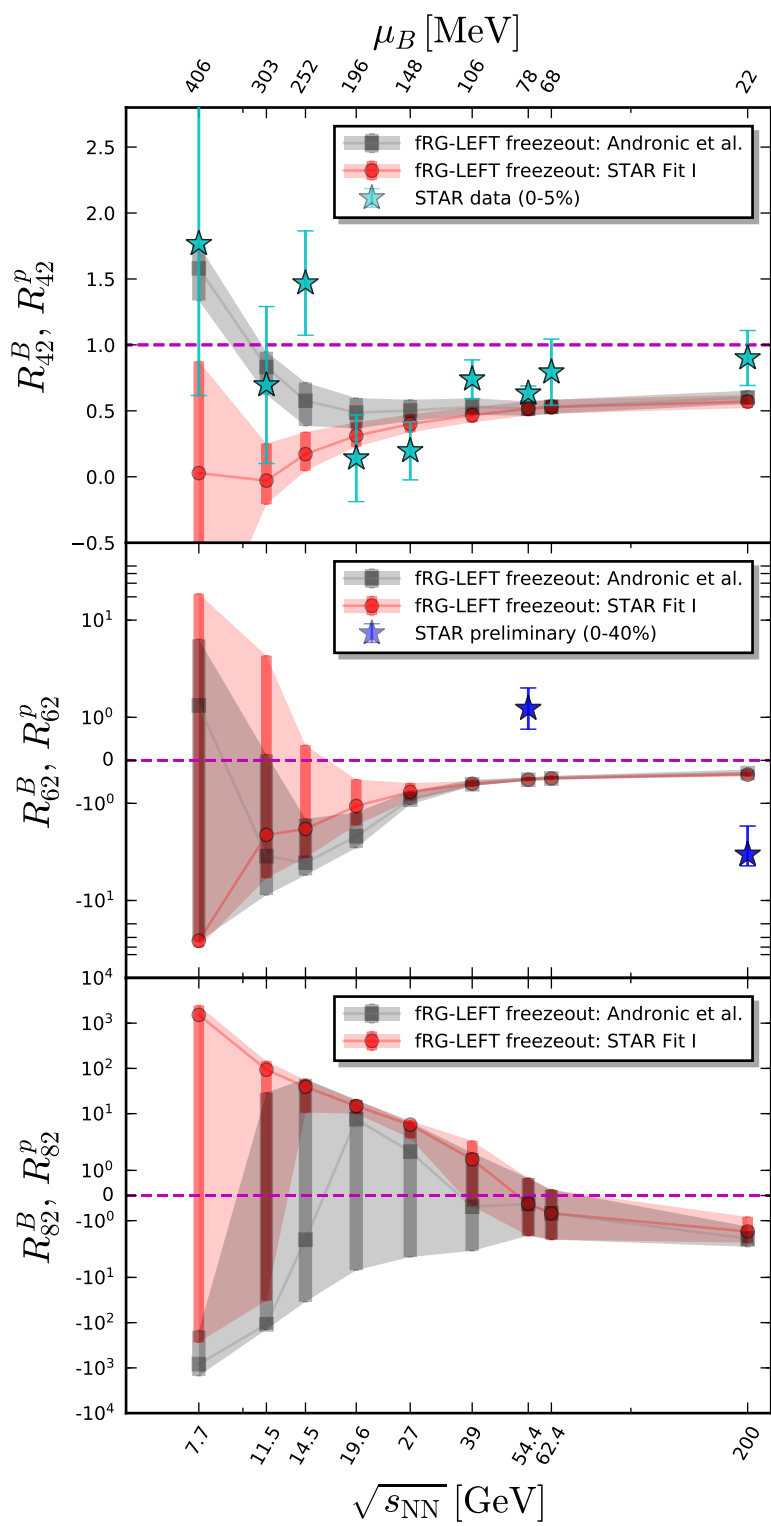 μ_B [MeV]
406 303 252 196 148 106 78 68 22
R^B_42, R^p_42
2.5
2.0
1.5
1.0
0.5
0.0
−0.5
fRG-LEFT freezeout: Andronic et al.
fRG-LEFT freezeout: STAR Fit I
STAR data (0-5%)
R^B_62, R^p_62
10^1
10^0
0
-10^0
-10^1
fRG-LEFT freezeout: Andronic et al.
fRG-LEFT freezeout: STAR Fit I
STAR preliminary (0-40%)
R^B_82, R^p_82
10^4
10^3
10^2
10^1
10^0
0
-10^0
-10^1
-10^2
-10^3
-10^4
fRG-LEFT freezeout: Andronic et al.
fRG-LEFT freezeout: STAR Fit I
7.7 11.5 14.5 19.6 27 39 54.4 62.4 200
√s_NN [GeV]